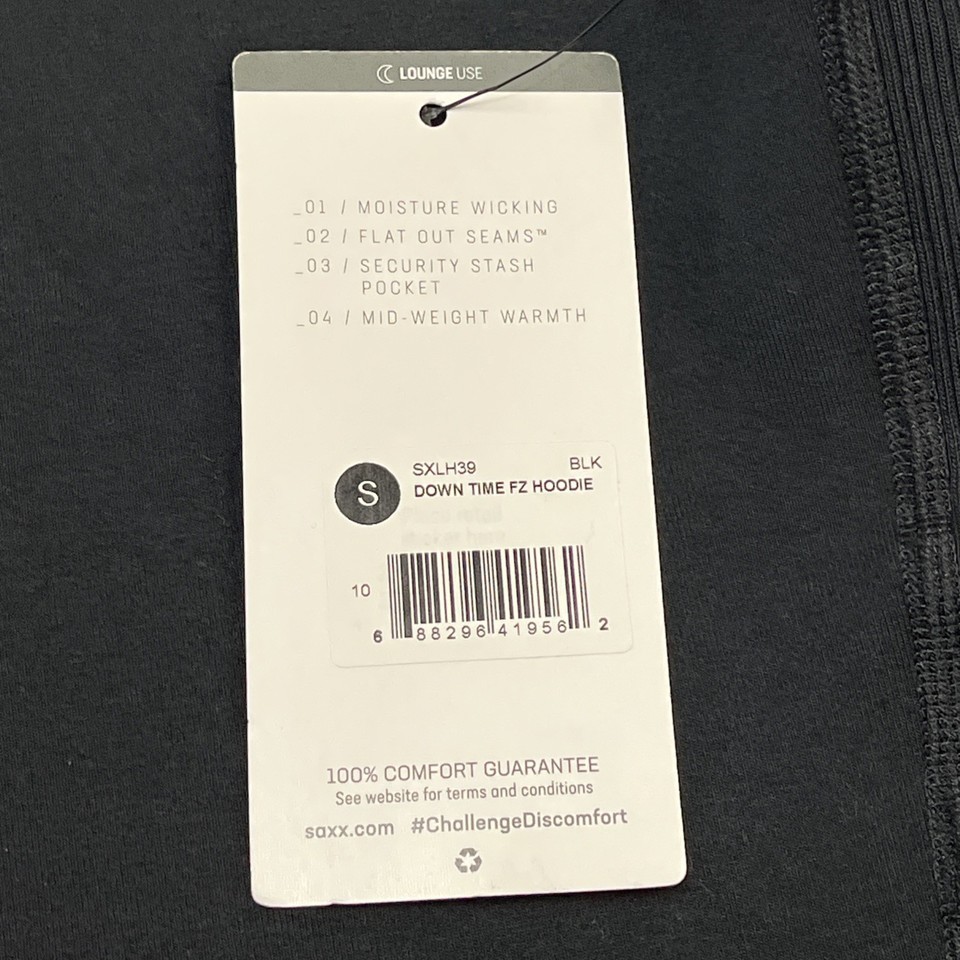 LOUNGE USE
_01 / MOISTURE WICKING
_02 / FLAT OUT SEAMS™
_03 / SECURITY STASH
POCKET
_04 / MID-WEIGHT WARMTH
SXLH39 BLK
S DOWN TIME FZ HOODIE
10
6 88296 41956 2
100% COMFORT GUARANTEE
See website for terms and conditions
saxx.com #ChallengeDiscomfort